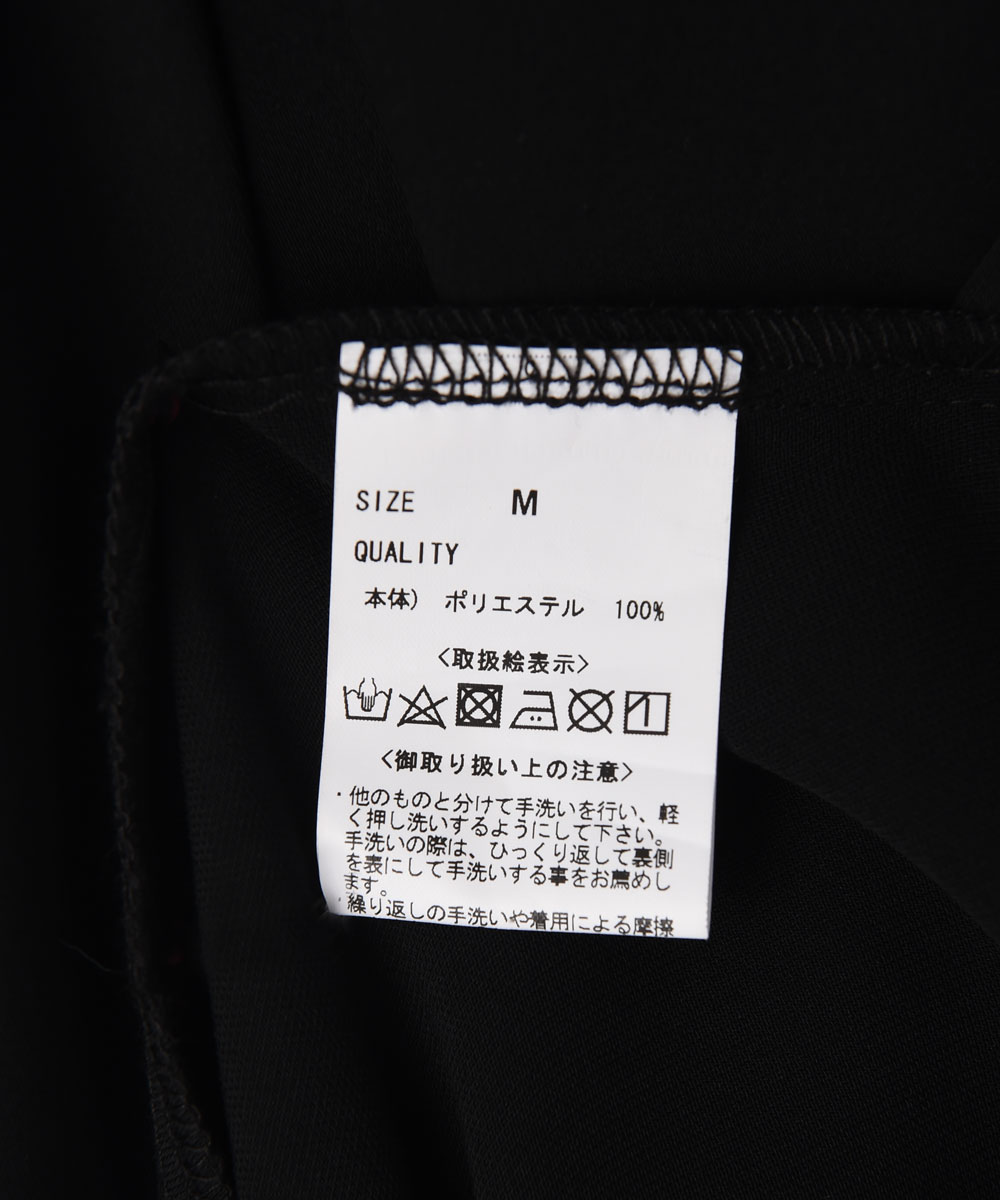 SIZE M
QUALITY
本体) ポリエステル 100%
<取扱絵表示>
<御取り扱い上の注意>
・他のものと分けて手洗いを行い、軽
く押し洗いするようにして下さい。
手洗いの際は、ひっくり返して裏側
を表にして手洗いする事をお薦めし
ます。
・繰り返しの手洗いや着用による摩擦